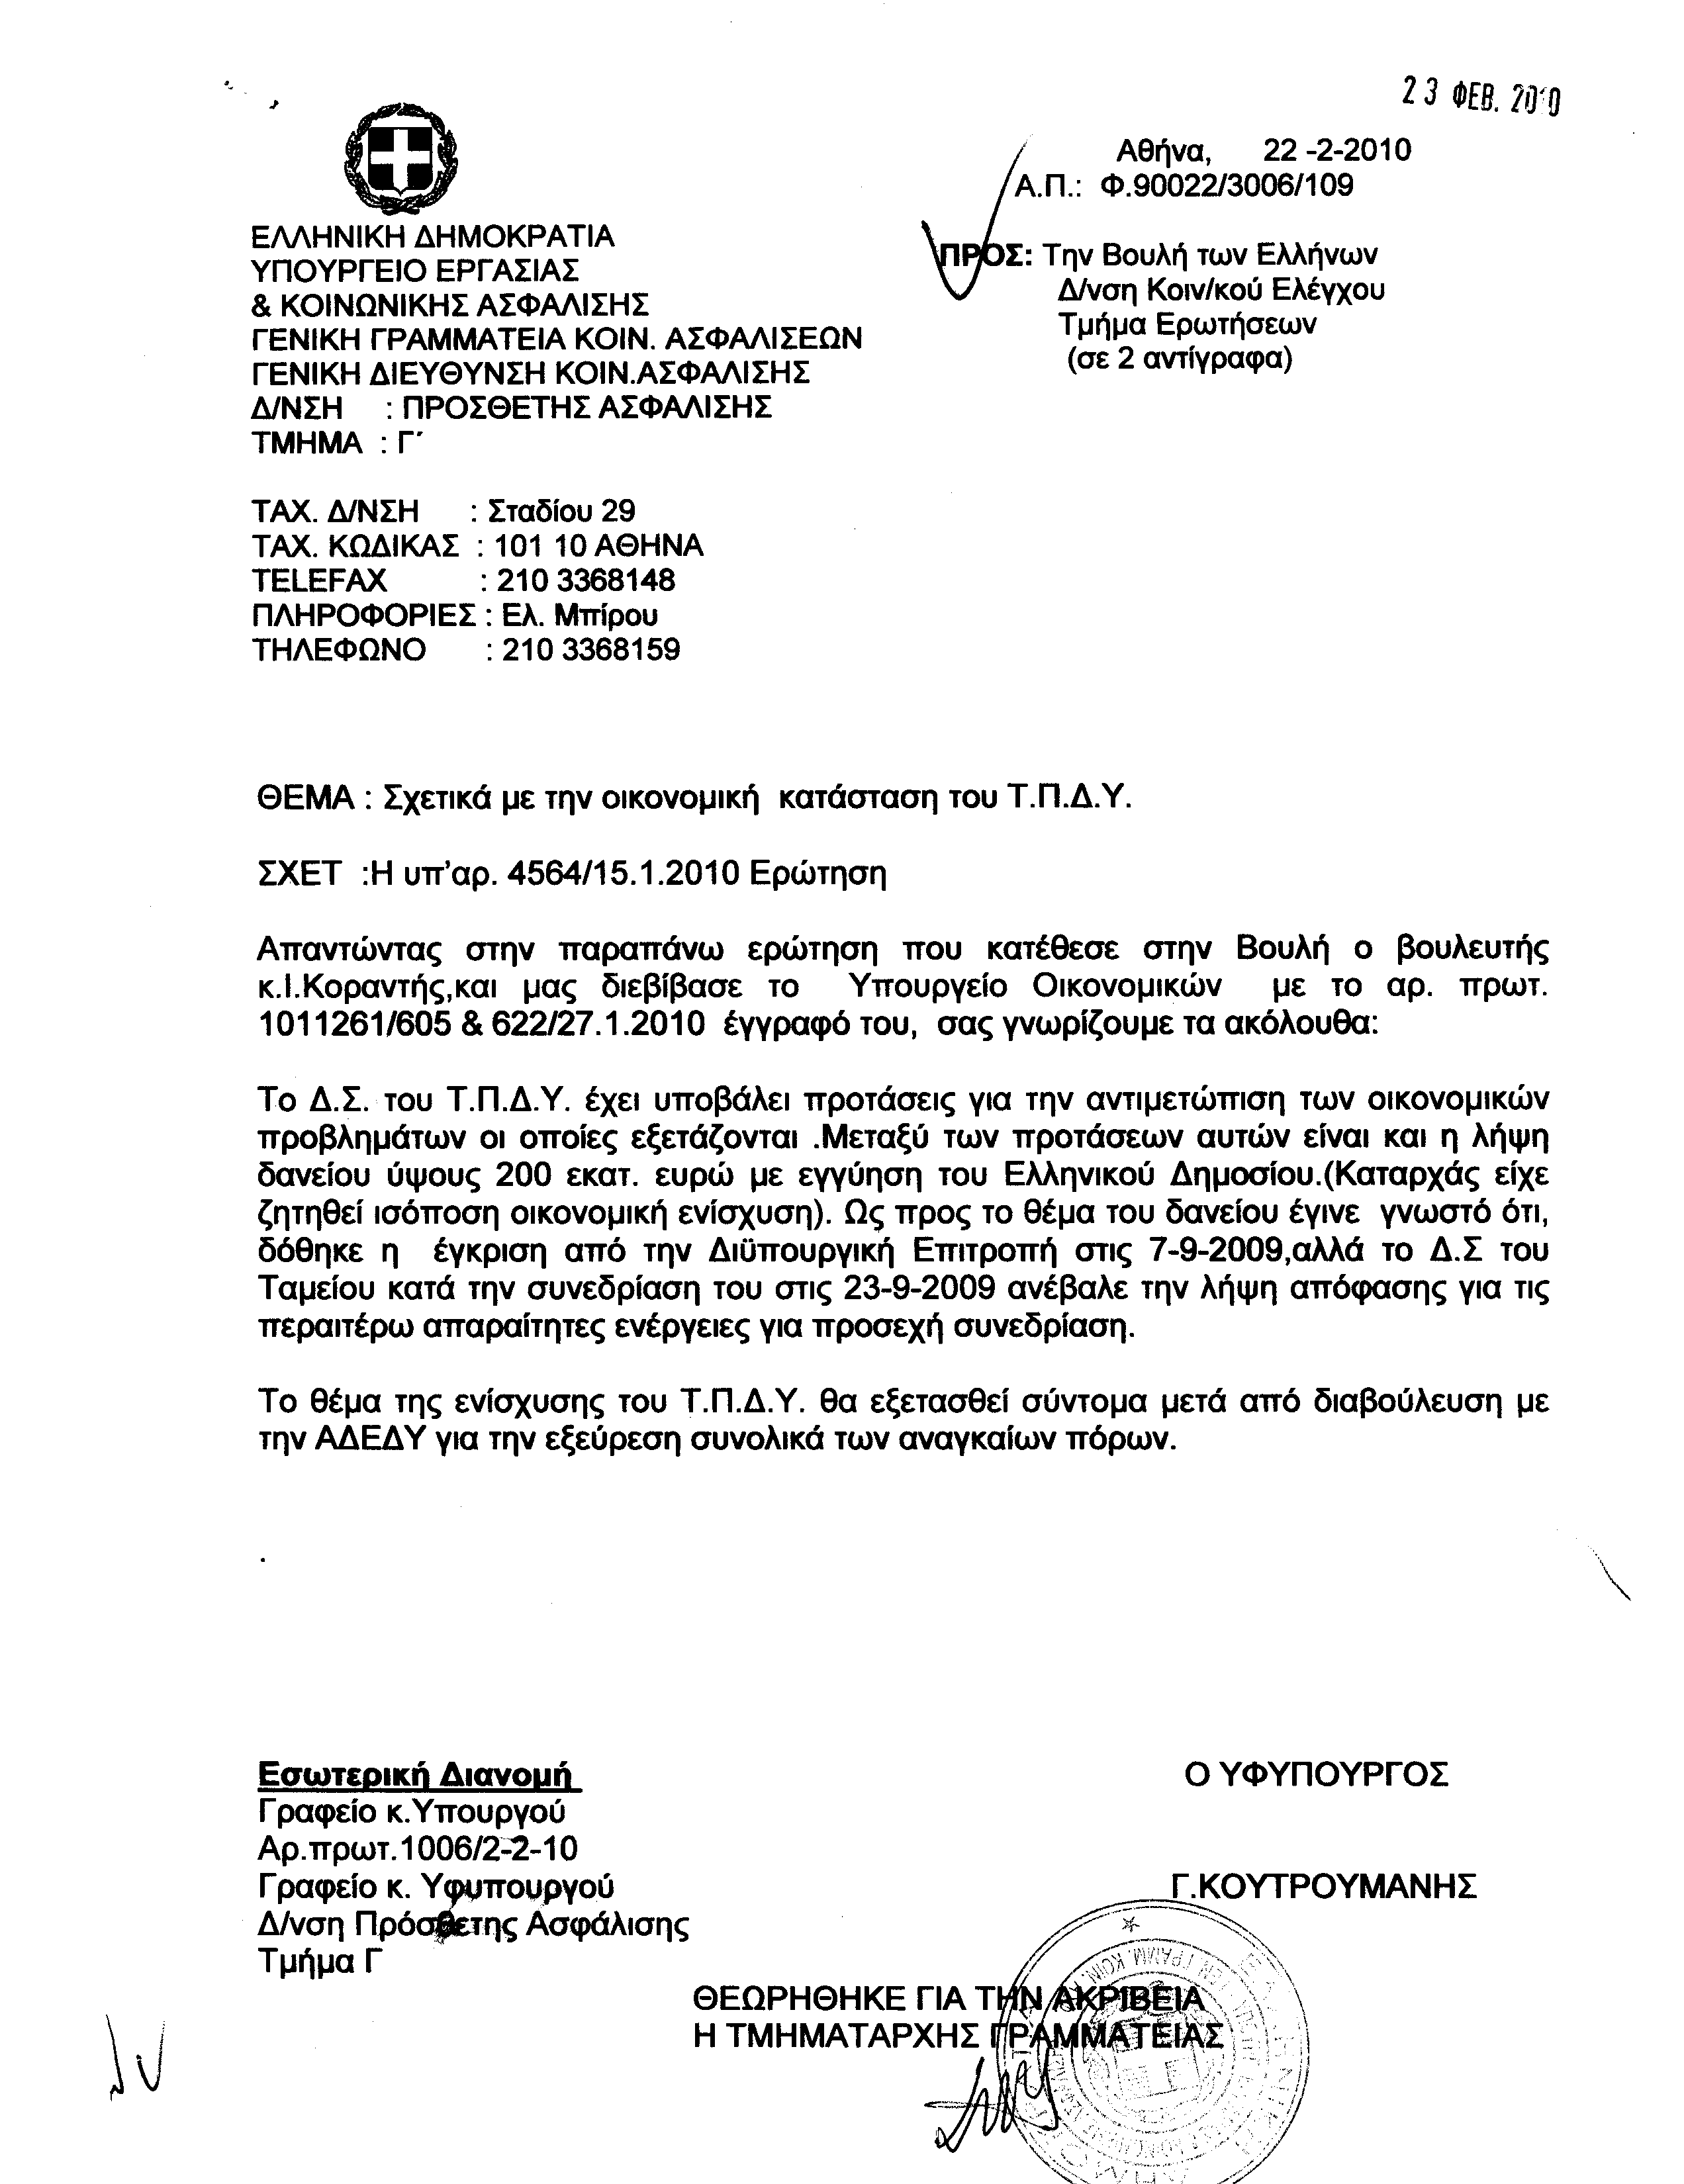 23 ΦΕΒ. 2010
Αθήνα, 22 -2-2010
Α.Π.: Φ.90022/3006/109
ΠΡΟΣ: Την Βουλή των Ελλήνων
Δ/νση Κοιν/κού Ελέγχου
Τμήμα Ερωτήσεων
(σε 2 αντίγραφα)
ΕΛΛΗΝΙΚΗ ΔΗΜΟΚΡΑΤΙΑ
ΥΠΟΥΡΓΕΙΟ ΕΡΓΑΣΙΑΣ
& ΚΟΙΝΩΝΙΚΗΣ ΑΣΦΑΛΙΣΗΣ
ΓΕΝΙΚΗ ΓΡΑΜΜΑΤΕΙΑ ΚΟΙΝ. ΑΣΦΑΛΙΣΕΩΝ
ΓΕΝΙΚΗ ΔΙΕΥΘΥΝΣΗ ΚΟΙΝ.ΑΣΦΑΛΙΣΗΣ
Δ/ΝΣΗ : ΠΡΟΣΘΕΤΗΣ ΑΣΦΑΛΙΣΗΣ
ΤΜΗΜΑ : Γ΄
ΤΑΧ. Δ/ΝΣΗ : Σταδίου 29
ΤΑΧ. ΚΩΔΙΚΑΣ : 101 10 ΑΘΗΝΑ
TELEFAX : 210 3368148
ΠΛΗΡΟΦΟΡΙΕΣ : Ελ. Μπίρου
ΤΗΛΕΦΩΝΟ : 210 3368159
ΘΕΜΑ : Σχετικά με την οικονομική κατάσταση του Τ.Π.Δ.Υ.
ΣΧΕΤ :Η υπ'αρ. 4564/15.1.2010 Ερώτηση
Απαντώντας στην παραπάνω ερώτηση που κατέθεσε στην Βουλή ο βουλευτής
κ.Ι.Κοραντής,και μας διεβίβασε το Υπουργείο Οικονομικών με το αρ. πρωτ.
1011261/605 & 622/27.1.2010 έγγραφό του, σας γνωρίζουμε τα ακόλουθα:
Το Δ.Σ. του Τ.Π.Δ.Υ. έχει υποβάλει προτάσεις για την αντιμετώπιση των οικονομικών
προβλημάτων οι οποίες εξετάζονται .Μεταξύ των προτάσεων αυτών είναι και η λήψη
δανείου ύψους 200 εκατ. ευρώ με εγγύηση του Ελληνικού Δημοσίου.(Καταρχάς είχε
ζητηθεί ισόποση οικονομική ενίσχυση). Ως προς το θέμα του δανείου έγινε γνωστό ότι,
δόθηκε η έγκριση από την Διϋπουργική Επιτροπή στις 7-9-2009,αλλά το Δ.Σ του
Ταμείου κατά την συνεδρίαση του στις 23-9-2009 ανέβαλε την λήψη απόφασης για τις
περαιτέρω απαραίτητες ενέργειες για προσεχή συνεδρίαση.
Το θέμα της ενίσχυσης του Τ.Π.Δ.Υ. θα εξετασθεί σύντομα μετά από διαβούλευση με
την ΑΔΕΔΥ για την εξεύρεση συνολικά των αναγκαίων πόρων.
Εσωτερική Διανομή
Γραφείο κ.Υπουργού
Αρ.πρωτ.1006/2-2-10
Γραφείο κ. Υφυπουργού
Δ/νση Πρόσθετης Ασφάλισης
Τμήμα Γ
Ο ΥΦΥΠΟΥΡΓΟΣ
Γ.ΚΟΥΤΡΟΥΜΑΝΗΣ
ΘΕΩΡΗΘΗΚΕ ΓΙΑ ΤΗΝ ΑΚΡΙΒΕΙΑ
Η ΤΜΗΜΑΤΑΡΧΗΣ ΓΡΑΜΜΑΤΕΙΑΣ